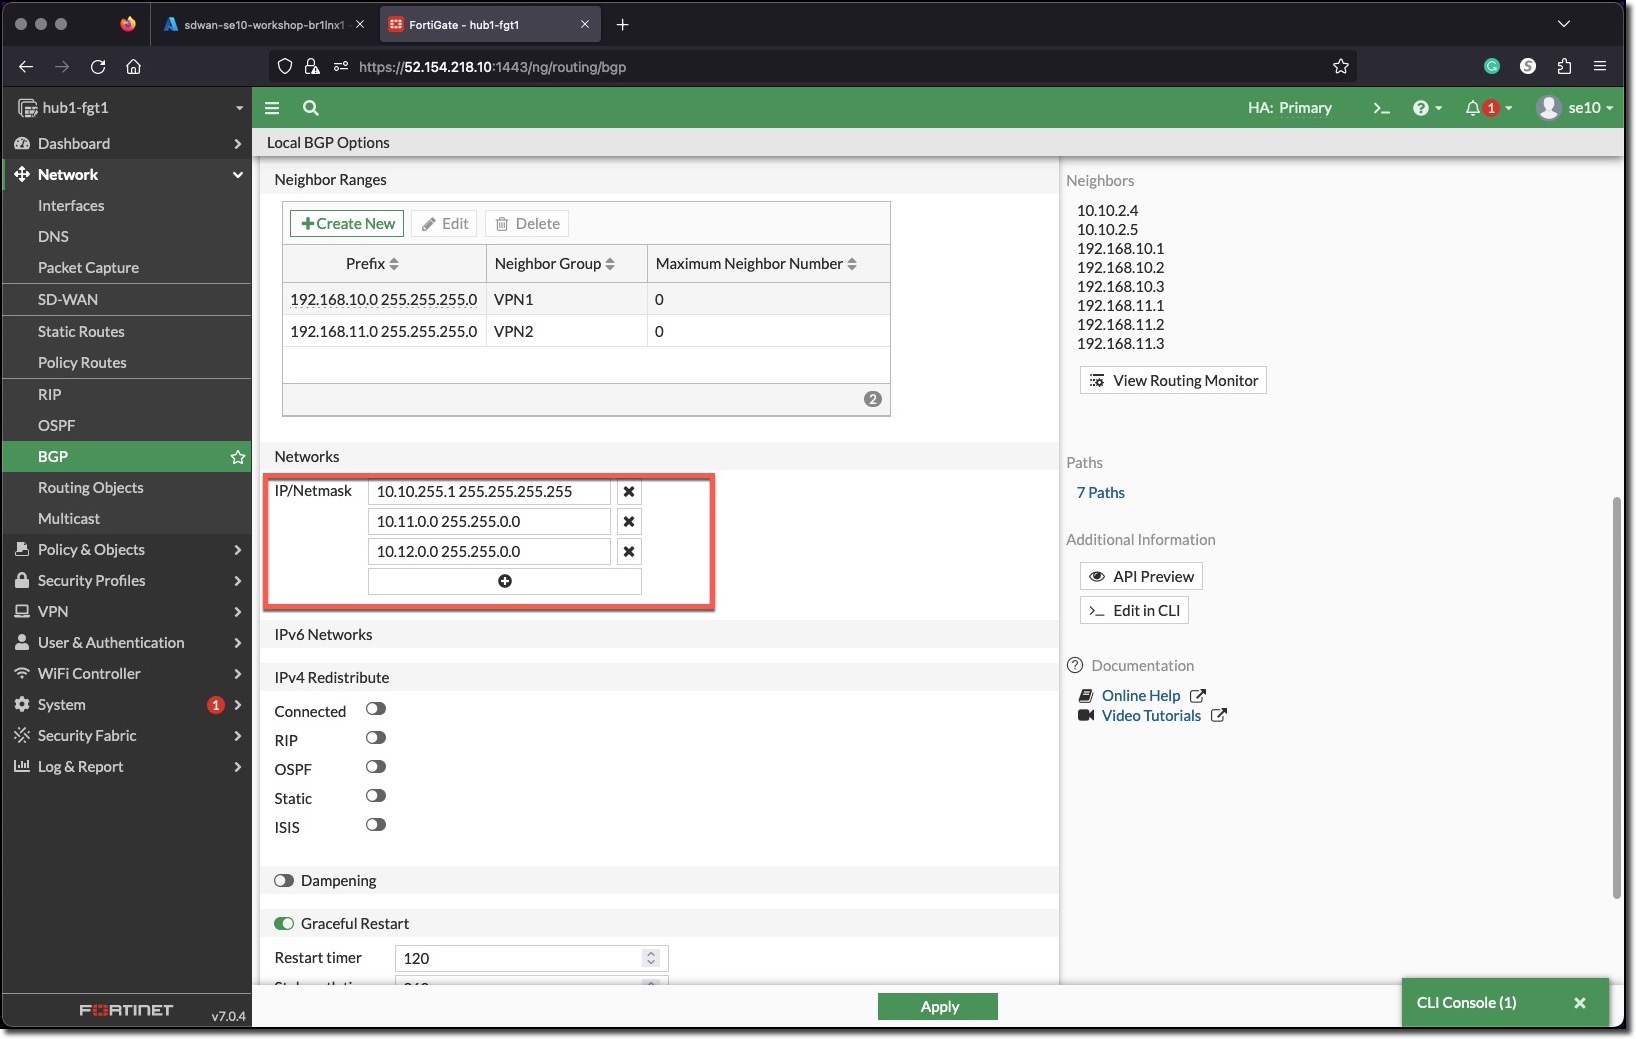 sdwan-se10-workshop-br1lnx1
FortiGate - hub1-fgt1
https://52.154.218.10:1443/ng/routing/bgp
hub1-fgt1
HA: Primary
1
se10
Dashboard
Network
Interfaces
DNS
Packet Capture
SD-WAN
Static Routes
Policy Routes
RIP
OSPF
BGP
Routing Objects
Multicast
Policy & Objects
Security Profiles
VPN
User & Authentication
WiFi Controller
System
1
Security Fabric
Log & Report
FORTINET
v7.0.4
Local BGP Options
Neighbor Ranges
Create New
Edit
Delete
Prefix Neighbor Group Maximum Neighbor Number
192.168.10.0 255.255.255.0 VPN1 0
192.168.11.0 255.255.255.0 VPN2 0
2
Networks
IP/Netmask 10.10.255.1 255.255.255.255
10.11.0.0 255.255.0.0
10.12.0.0 255.255.0.0
IPv6 Networks
IPv4 Redistribute
Connected
RIP
OSPF
Static
ISIS
Dampening
Graceful Restart
Restart timer 120
Apply
Neighbors
10.10.2.4
10.10.2.5
192.168.10.1
192.168.10.2
192.168.10.3
192.168.11.1
192.168.11.2
192.168.11.3
View Routing Monitor
Paths
7 Paths
Additional Information
API Preview
Edit in CLI
Documentation
Online Help
Video Tutorials
CLI Console (1)